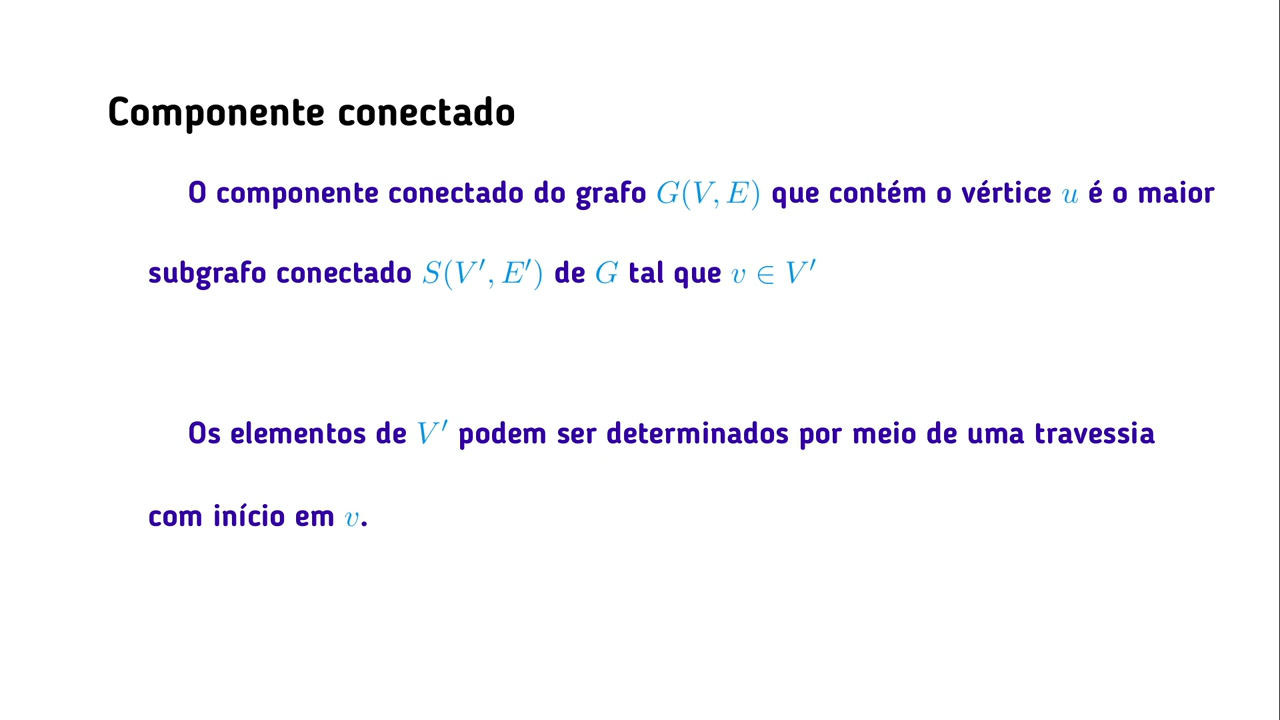 Componente conectado
O componente conectado do grafo G(V, E) que contém o vértice u é o maior
subgrafo conectado S(V′, E′) de G tal que v ∈ V′
Os elementos de V′ podem ser determinados por meio de uma travessia
com início em v.